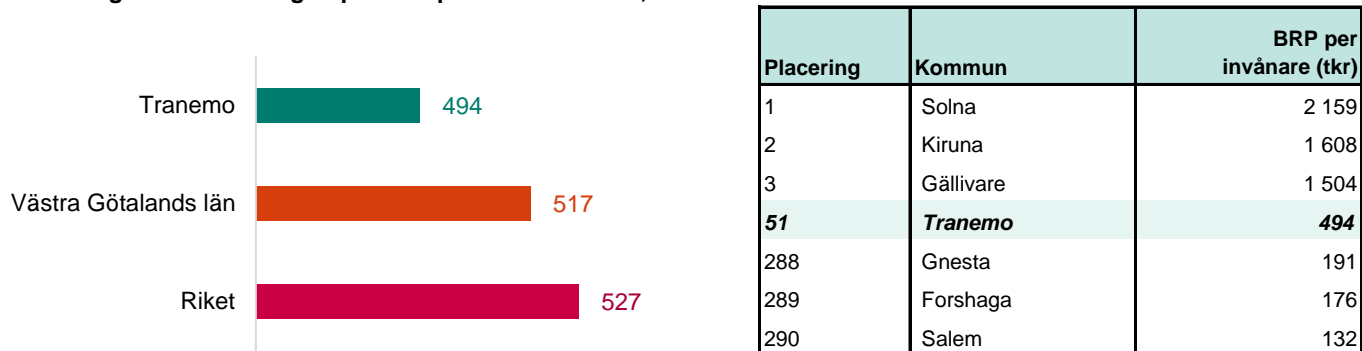 Tranemo 494
Västra Götalands län 517
Riket 527
Placering Kommun BRP per invånare (tkr)
1 Solna 2 159
2 Kiruna 1 608
3 Gällivare 1 504
51 Tranemo 494
288 Gnesta 191
289 Forshaga 176
290 Salem 132